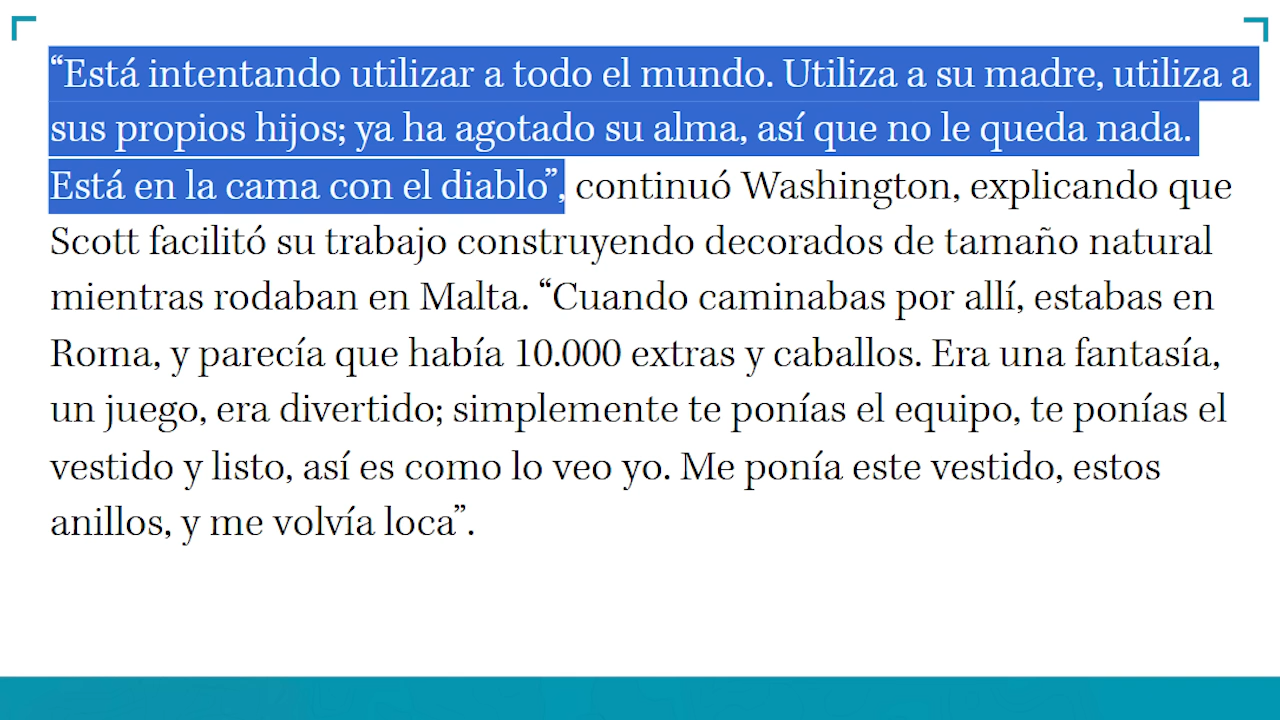 “Está intentando utilizar a todo el mundo. Utiliza a su madre, utiliza a
sus propios hijos; ya ha agotado su alma, así que no le queda nada.
Está en la cama con el diablo”, continuó Washington, explicando que
Scott facilitó su trabajo construyendo decorados de tamaño natural
mientras rodaban en Malta. “Cuando caminabas por allí, estabas en
Roma, y parecía que había 10.000 extras y caballos. Era una fantasía,
un juego, era divertido; simplemente te ponías el equipo, te ponías el
vestido y listo, así es como lo veo yo. Me ponía este vestido, estos
anillos, y me volvía loca”.